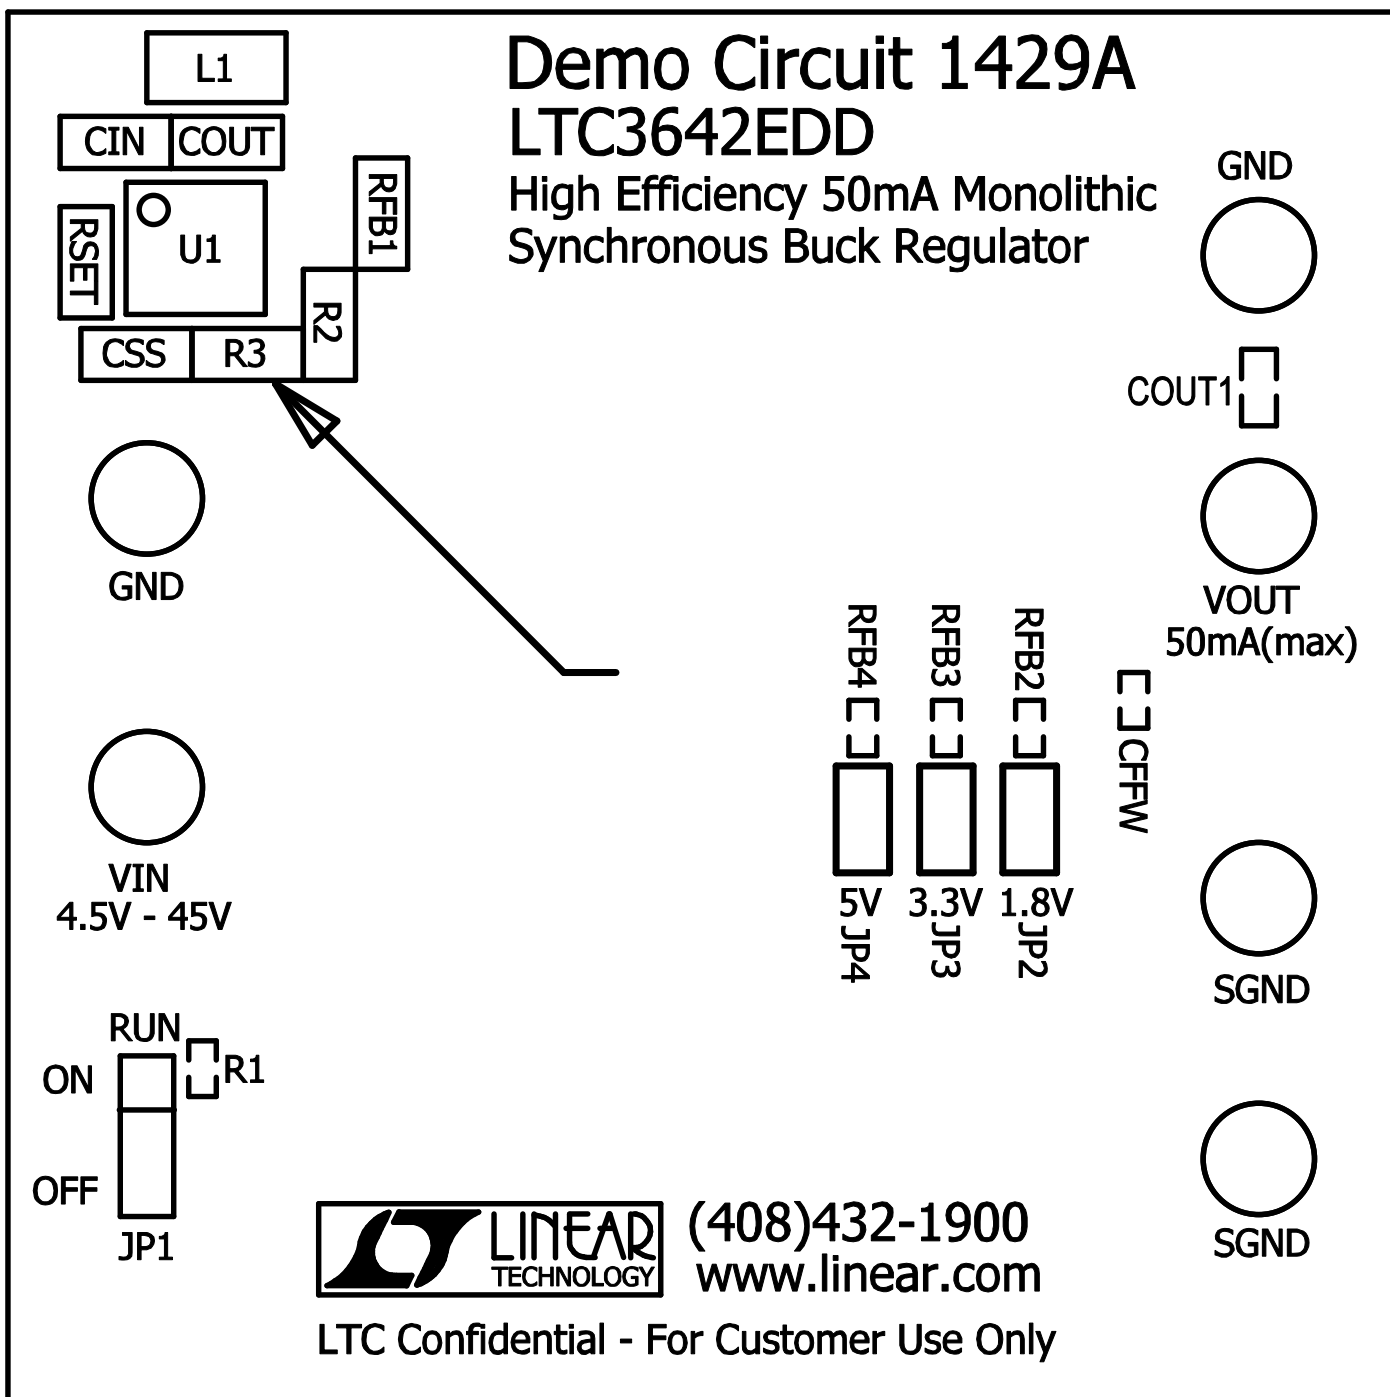 Demo Circuit 1429A
LTC3642EDD
High Efficiency 50mA Monolithic
Synchronous Buck Regulator
L1
CIN
COUT
RSET
U1
RFB1
R2
CSS
R3
GND
VIN
4.5V - 45V
RUN
ON
R1
OFF
JP1
GND
COUT1
VOUT
50mA(max)
RFB4
RFB3
RFB2
CFFW
5V
3.3V
1.8V
JP4
JP3
JP2
SGND
SGND
LINEAR
TECHNOLOGY
(408)432-1900
www.linear.com
LTC Confidential - For Customer Use Only